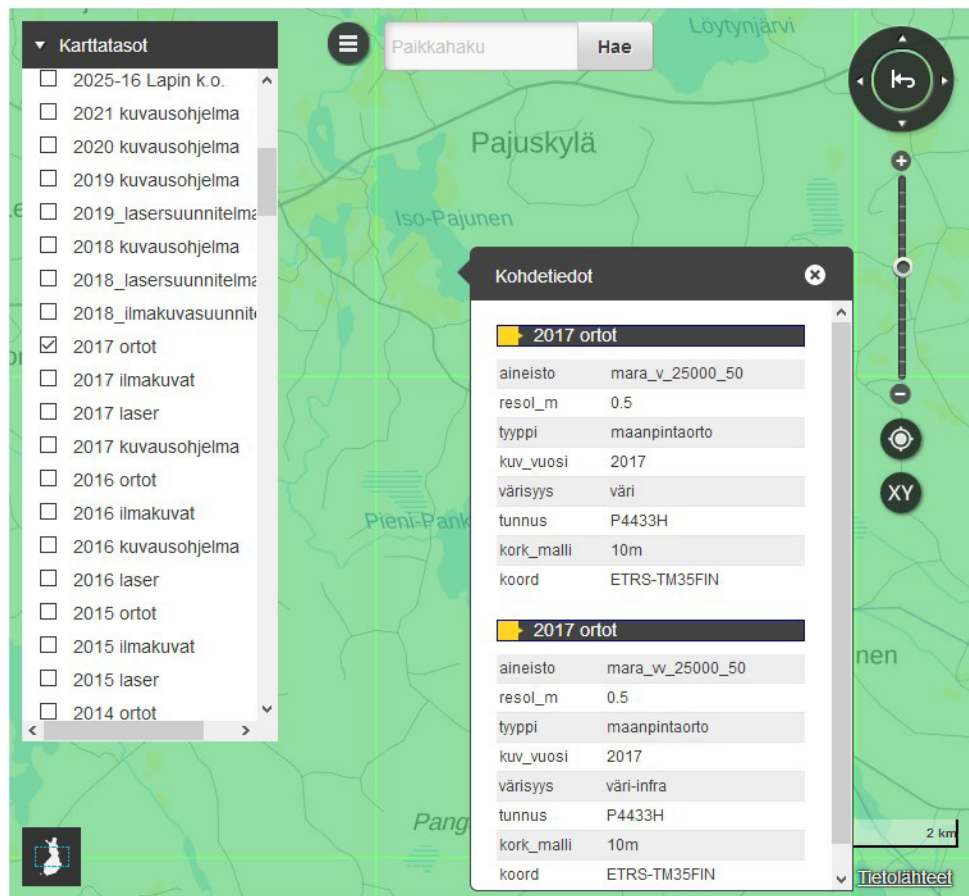 Karttatasot
2025-16 Lapin k.o.
2021 kuvausohjelma
2020 kuvausohjelma
2019 kuvausohjelma
2019_lasersuunnitelma
2018 kuvausohjelma
2018_lasersuunnitelma
2018_ilmakuvasuunnite
2017 ortot
2017 ilmakuvat
2017 laser
2017 kuvausohjelma
2016 ortot
2016 ilmakuvat
2016 kuvausohjelma
2016 laser
2015 ortot
2015 ilmakuvat
2015 laser
2014 ortot
Paikkahaku Hae
Löytynjärvi
Pajuskylä
Iso-Pajunen
Pieni-Pank
nen
Pang
Kohdetiedot
2017 ortot
aineisto mara_v_25000_50
resol_m 0.5
tyyppi maanpintaorto
kuv_vuosi 2017
värisyys väri
tunnus P4433H
kork_malli 10m
koord ETRS-TM35FIN
2017 ortot
aineisto mara_vv_25000_50
resol_m 0.5
tyyppi maanpintaorto
kuv_vuosi 2017
värisyys väri-infra
tunnus P4433H
kork_malli 10m
koord ETRS-TM35FIN
XY
2 km
Tietolähteet